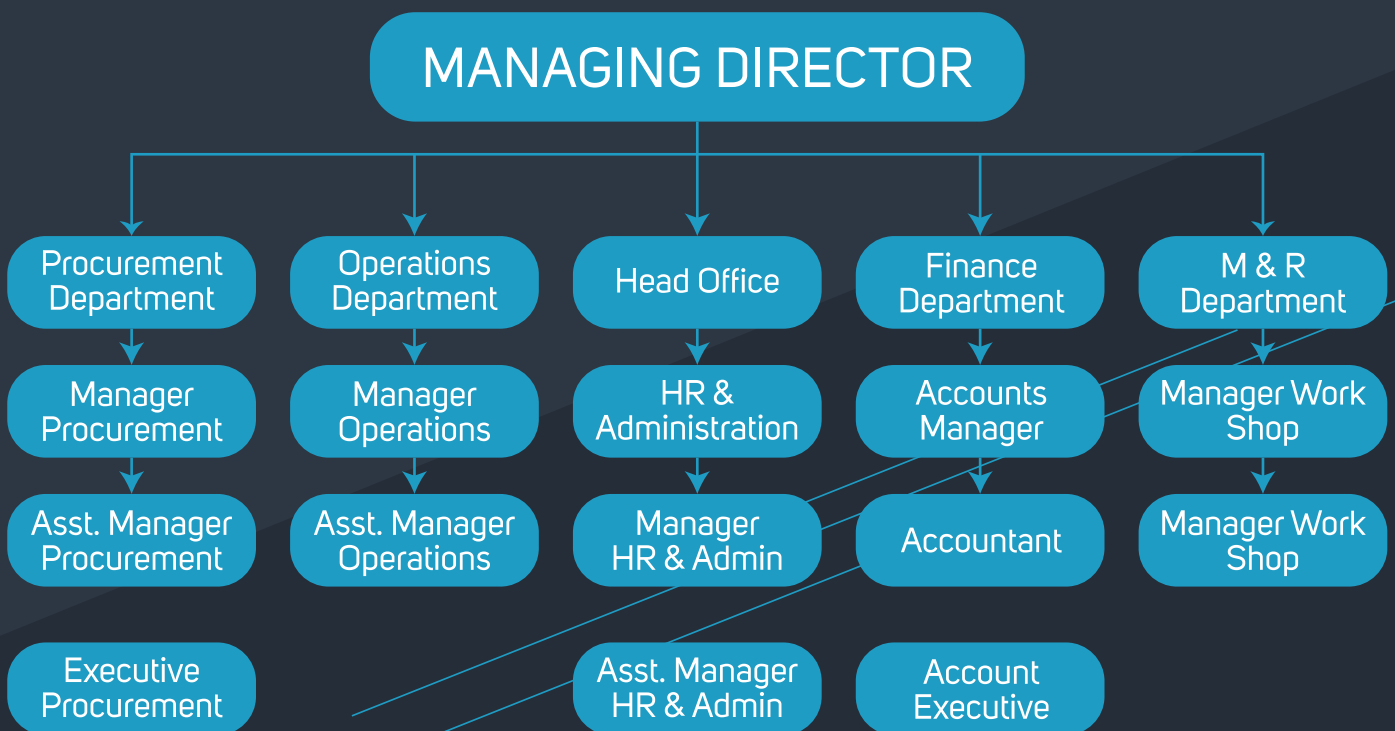 MANAGING DIRECTOR
Procurement
Department
Operations
Department
Head Office
Finance
Department
M & R
Department
Manager
Procurement
Manager
Operations
HR &
Administration
Accounts
Manager
Manager Work
Shop
Asst. Manager
Procurement
Asst. Manager
Operations
Manager
HR & Admin
Accountant
Manager Work
Shop
Executive
Procurement
Asst. Manager
HR & Admin
Account
Executive